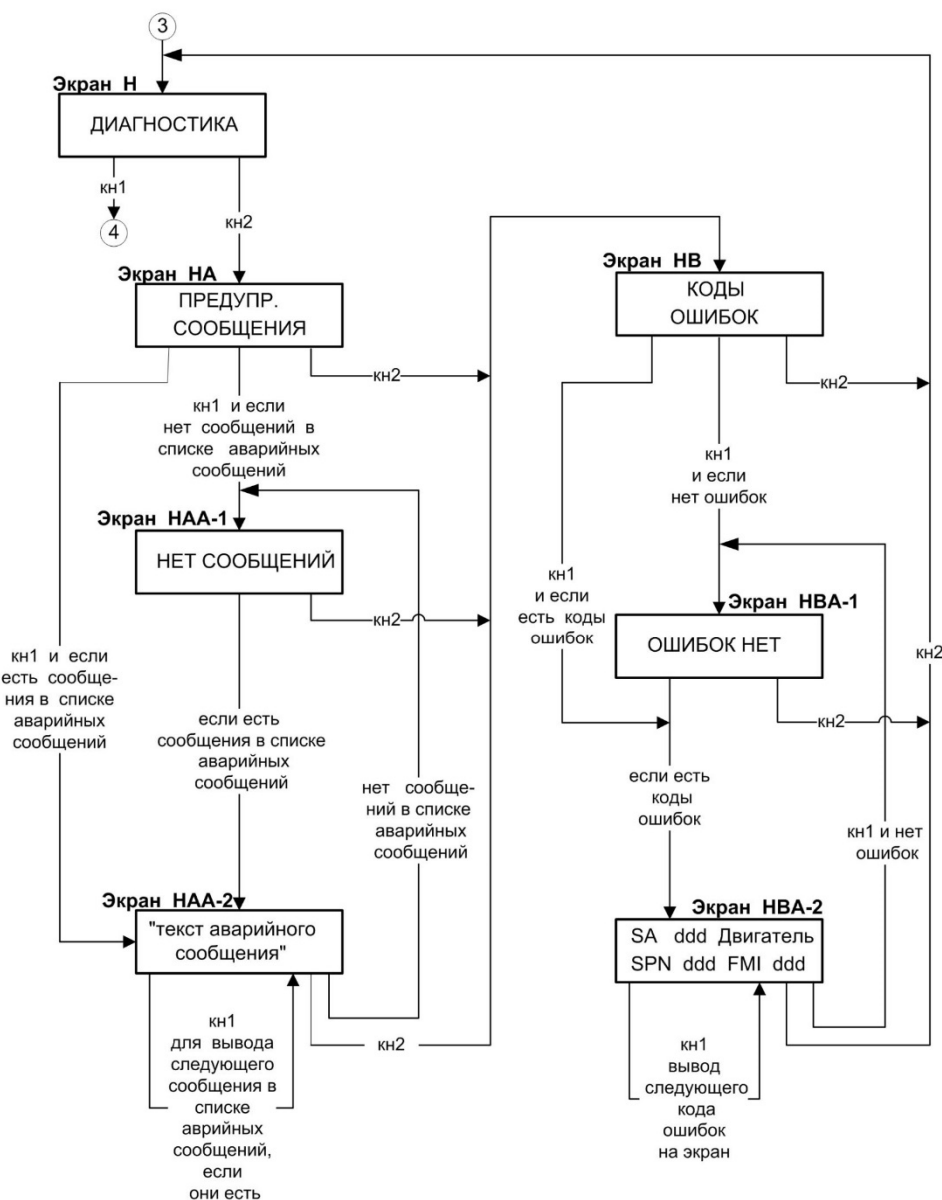 3
Экран Н
ДИАГНОСТИКА
кн1
4
кн2
Экран НА
ПРЕДУПР.
СООБЩЕНИЯ
кн2
кн1 и если
нет сообщений в
списке аварийных
сообщений
Экран НАА-1
НЕТ СООБЩЕНИЙ
кн2
кн1 и если
есть сообще-
ния в списке
аварийных
сообщений
если есть
сообщения в списке
аварийных
сообщений
нет сообще-
ний в списке
аварийных
сообщений
Экран НАА-2
"текст аварийного
сообщения"
кн1
для вывода
следующего
сообщения в
списке
аврийных
сообщений,
если
они есть
кн2
Экран НВ
КОДЫ
ОШИБОК
кн2
кн1
и если
нет ошибок
кн1
и если
есть коды
ошибок
Экран НВА-1
ОШИБОК НЕТ
кн2
кн2
если есть
коды
ошибок
кн1 и нет
ошибок
Экран НВА-2
SA ddd Двигатель
SPN ddd FMI ddd
кн1
вывод
следующего
кода
ошибок
на экран